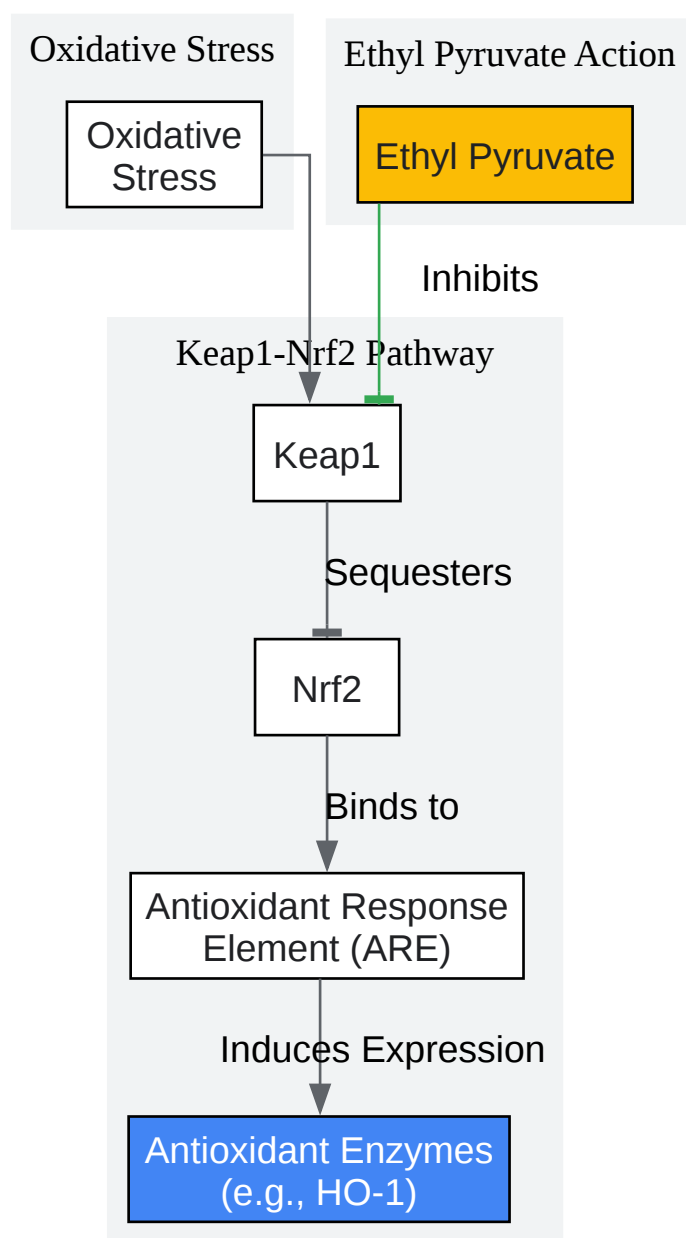 Oxidative Stress
Ethyl Pyruvate Action
Oxidative
Stress
Ethyl Pyruvate
Inhibits
Keap1-Nrf2 Pathway
Keap1
Sequesters
Nrf2
Binds to
Antioxidant Response
Element (ARE)
Induces Expression
Antioxidant Enzymes
(e.g., HO-1)